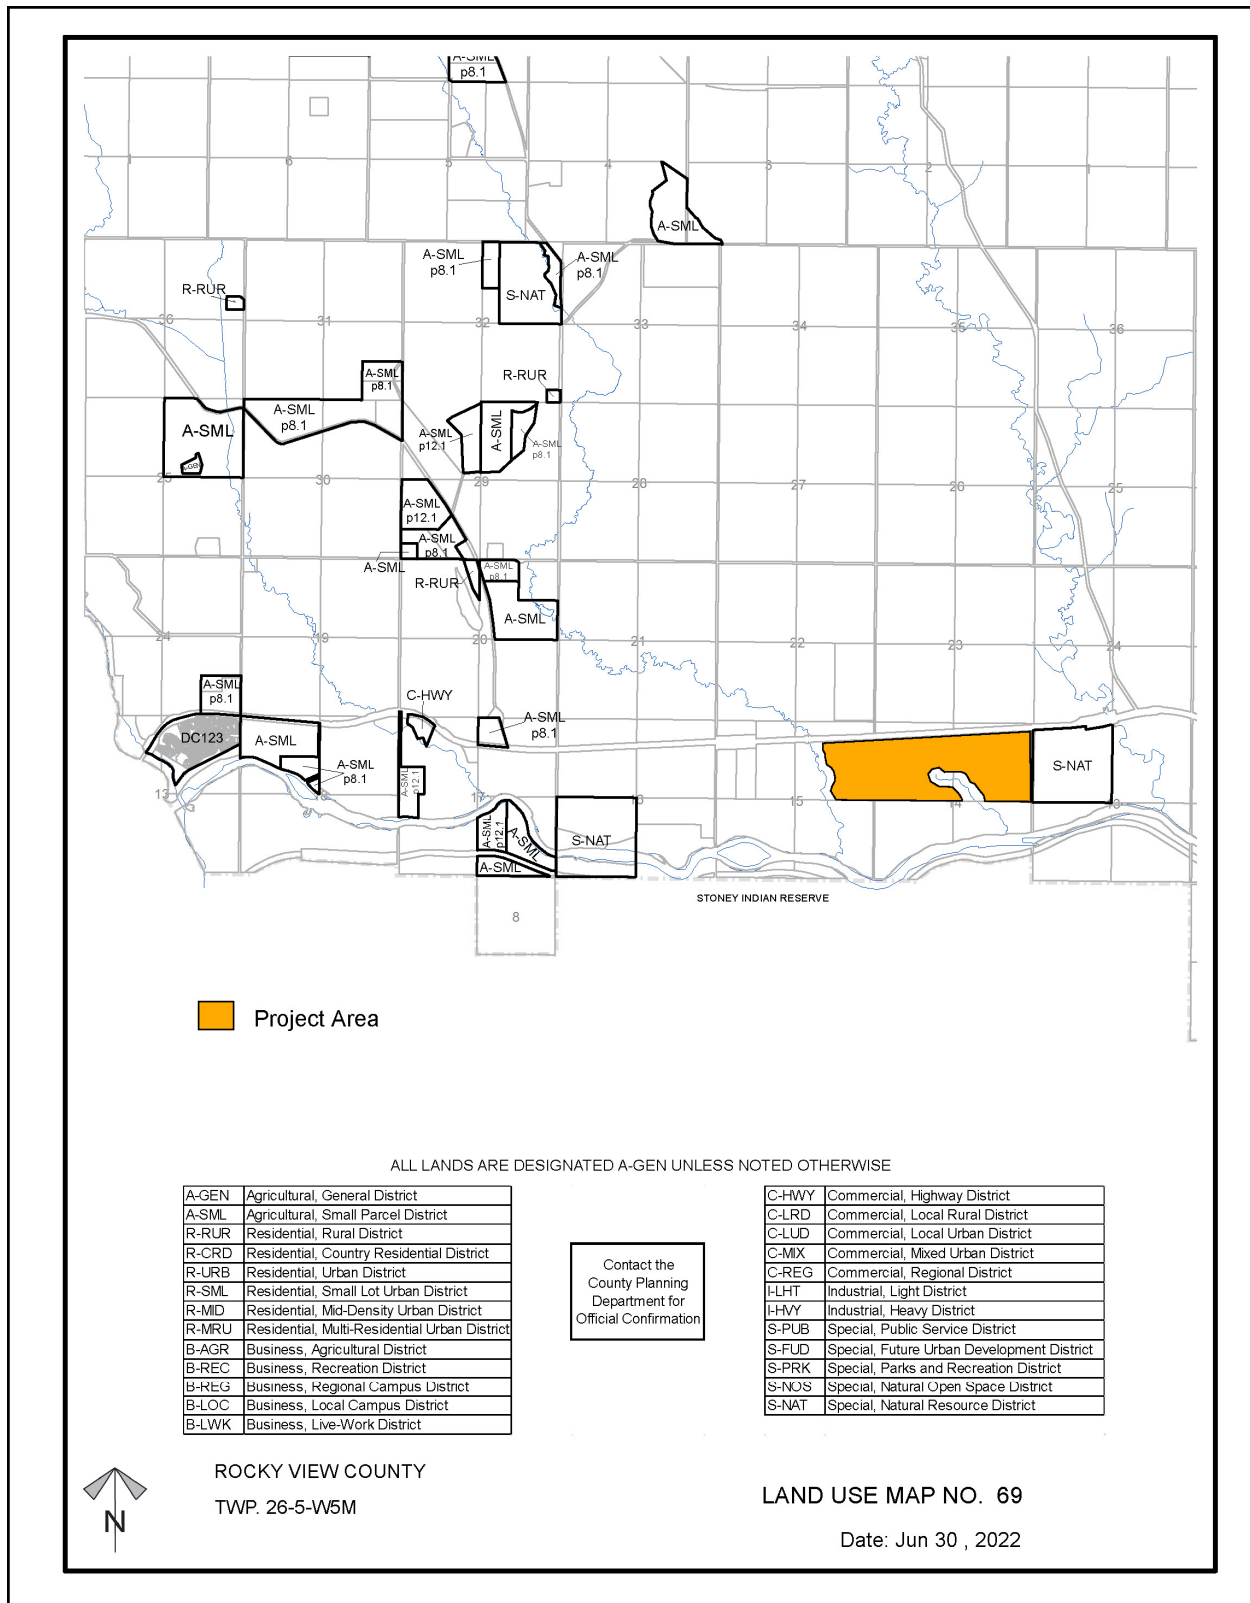 A-SML
p8.1
1
6
5
4
3
2
1
A-SML
A-SML
p8.1
A-SML
p8.1
S-NAT
R-RUR
36
31
32
33
34
35
36
A-SML
p8.1
R-RUR
A-SML
p8.1
A-SML
A-SML
p12.1
A-SML
A-SML
p8.1
A-GEN
25
30
29
28
27
26
25
A-SML
p12.1
A-SML
p8.1
A-SML
R-RUR
A-SML
p8.1
A-SML
24
19
20
21
22
23
24
A-SML
p8.1
C-HWY
A-SML
p8.1
DC123
A-SML
A-SML
p8.1
A-SML
p12.1
S-NAT
13
18
17
16
15
14
13
A-SML
p12.1
A-SML
S-NAT
A-SML
STONEY INDIAN RESERVE
8
Project Area
ALL LANDS ARE DESIGNATED A-GEN UNLESS NOTED OTHERWISE
A-GEN Agricultural, General District
A-SML Agricultural, Small Parcel District
R-RUR Residential, Rural District
R-CRD Residential, Country Residential District
R-URB Residential, Urban District
R-SML Residential, Small Lot Urban District
R-MID Residential, Mid-Density Urban District
R-MRU Residential, Multi-Residential Urban District
B-AGR Business, Agricultural District
B-REC Business, Recreation District
B-REG Business, Regional Campus District
B-LOC Business, Local Campus District
B-LWK Business, Live-Work District
Contact the
County Planning
Department for
Official Confirmation
C-HWY Commercial, Highway District
C-LRD Commercial, Local Rural District
C-LUD Commercial, Local Urban District
C-MIX Commercial, Mixed Urban District
C-REG Commercial, Regional District
I-LHT Industrial, Light District
I-HVY Industrial, Heavy District
S-PUB Special, Public Service District
S-FUD Special, Future Urban Development District
S-PRK Special, Parks and Recreation District
S-NOS Special, Natural Open Space District
S-NAT Special, Natural Resource District
ROCKY VIEW COUNTY
TWP. 26-5-W5M
N
LAND USE MAP NO. 69
Date: Jun 30 , 2022